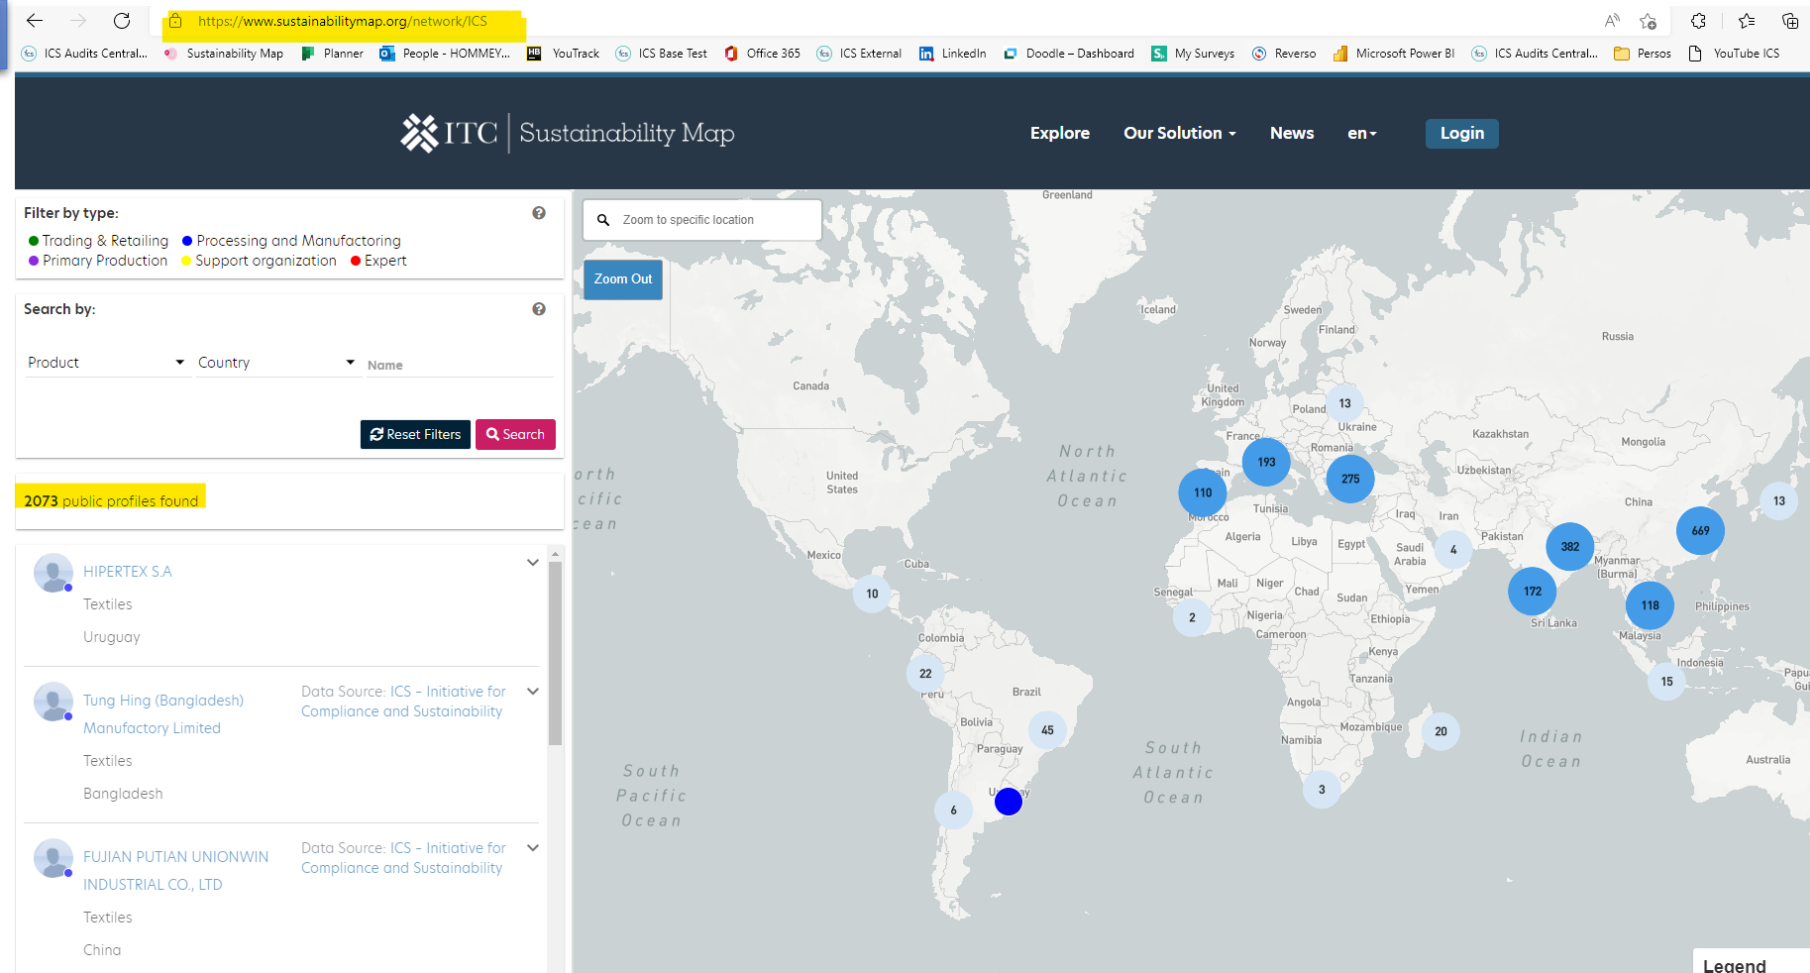 https://www.sustainabilitymap.org/network/ICS
ICS Audits Central...
Sustainability Map
Planner
People - HOMMEY...
YouTrack
ICS Base Test
Office 365
ICS External
LinkedIn
Doodle – Dashboard
My Surveys
Reverso
Microsoft Power BI
ICS Audits Central...
Persos
YouTube ICS
ITC | Sustainability Map
Explore
Our Solution
News
en
Login
Filter by type:
Trading & Retailing
Processing and Manufactoring
Primary Production
Support organization
Expert
Search by:
Product
Country
Name
Reset Filters
Search
2073 public profiles found
HIPERTEX S.A
Textiles
Uruguay
Tung Hing (Bangladesh)
Manufactory Limited
Data Source: ICS - Initiative for
Compliance and Sustainability
Textiles
Bangladesh
FUJIAN PUTIAN UNIONWIN
INDUSTRIAL CO., LTD
Data Source: ICS - Initiative for
Compliance and Sustainability
Textiles
China
Zoom to specific location
Zoom Out
Greenland
Iceland
Sweden
Finland
Norway
Russia
Canada
United
Kingdom
Poland
13
Ukraine
France
Romania
Kazakhstan
Mongolia
North
Atlantic
Ocean
193
275
110
Uzbekistan
United
States
China
13
Morocco
Tunisia
Iraq
Iran
669
Algeria
Libya
Egypt
Saudi
Arabia
4
Pakistan
382
Myanmar
(Burma)
Mexico
Cuba
10
Senegal
Mali
Niger
Chad
Sudan
Yemen
172
118
Philippines
2
Nigeria
Ethiopia
Sri Lanka
Cameroon
Malaysia
Colombia
Kenya
Indonesia
22
Peru
Brazil
Tanzania
15
Angola
Bolivia
45
Mozambique
20
Indian
Ocean
Namibia
Paraguay
South
Atlantic
Ocean
Australia
South
Pacific
Ocean
3
6
Legend